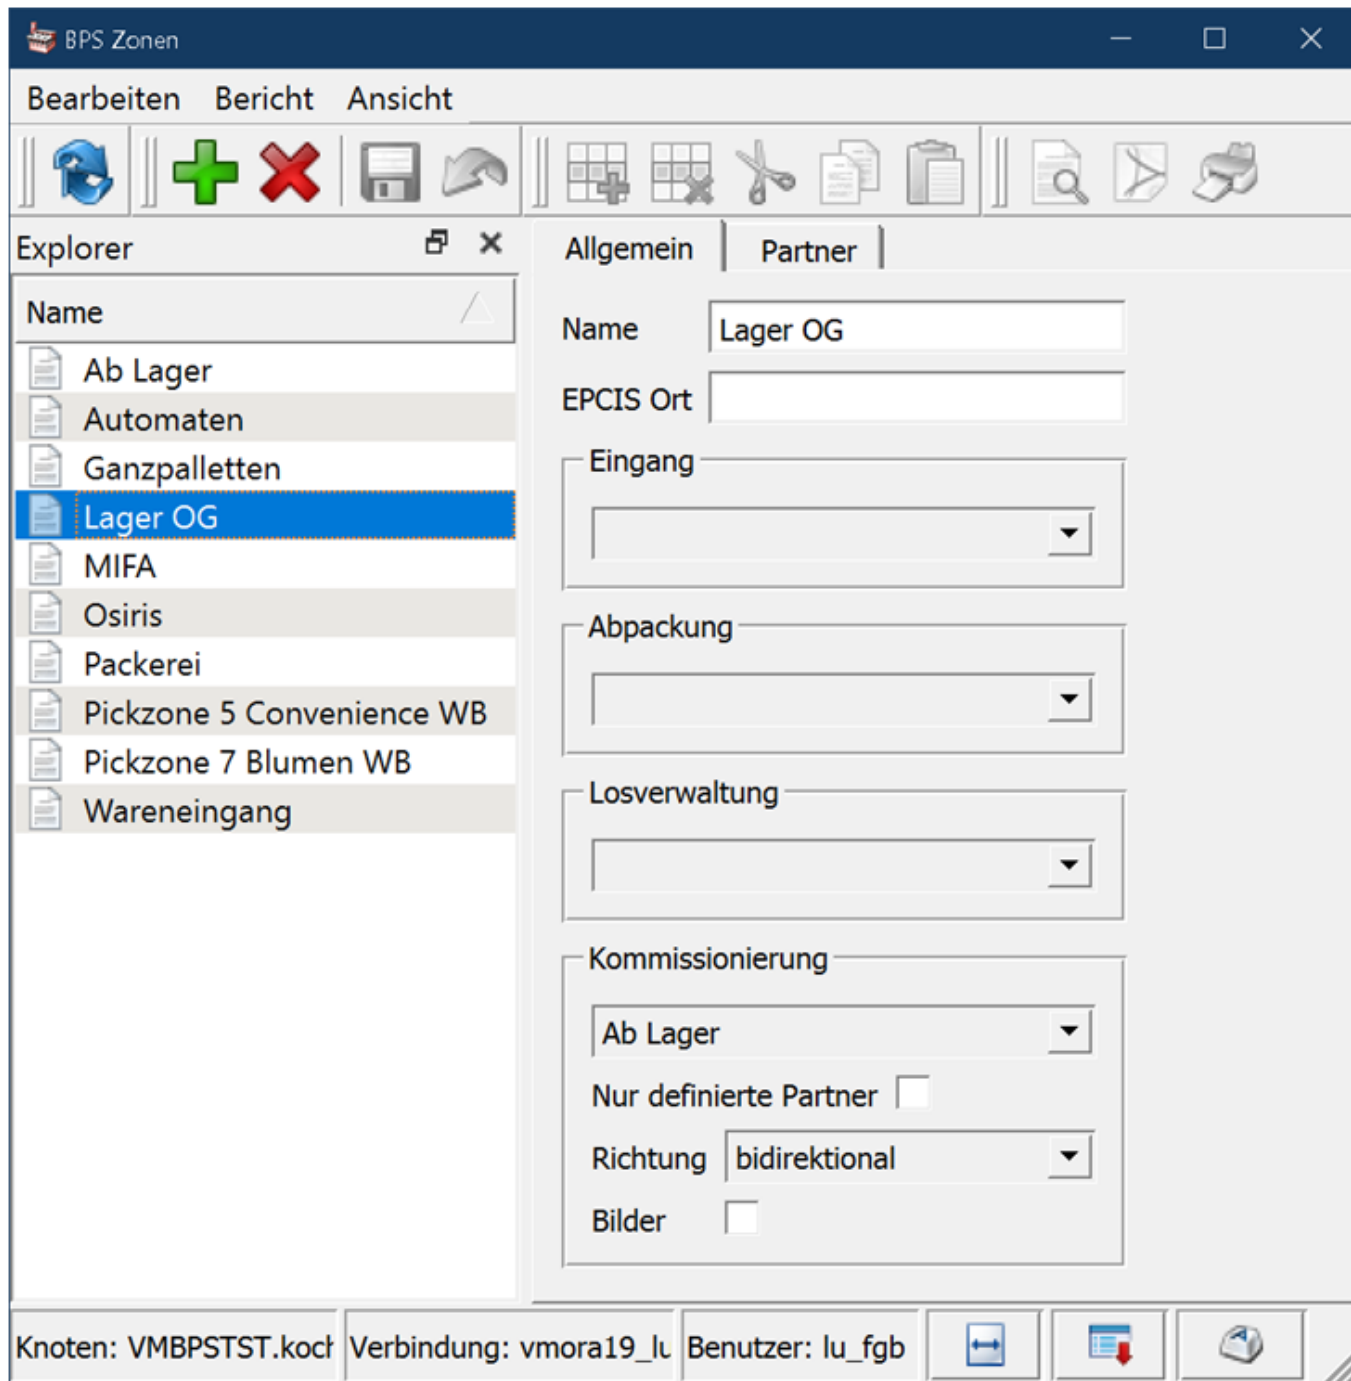 BPS Zonen
Bearbeiten Bericht Ansicht
Explorer
Name
Ab Lager
Automaten
Ganzpalletten
Lager OG
MIFA
Osiris
Packerei
Pickzone 5 Convenience WB
Pickzone 7 Blumen WB
Wareneingang
Allgemein Partner
Name Lager OG
EPCIS Ort
Eingang
Abpackung
Losverwaltung
Kommissionierung
Ab Lager
Nur definierte Partner
Richtung bidirektional
Bilder
Knoten: VMBPSTST.koch Verbindung: vmora19_lu Benutzer: lu_fgb